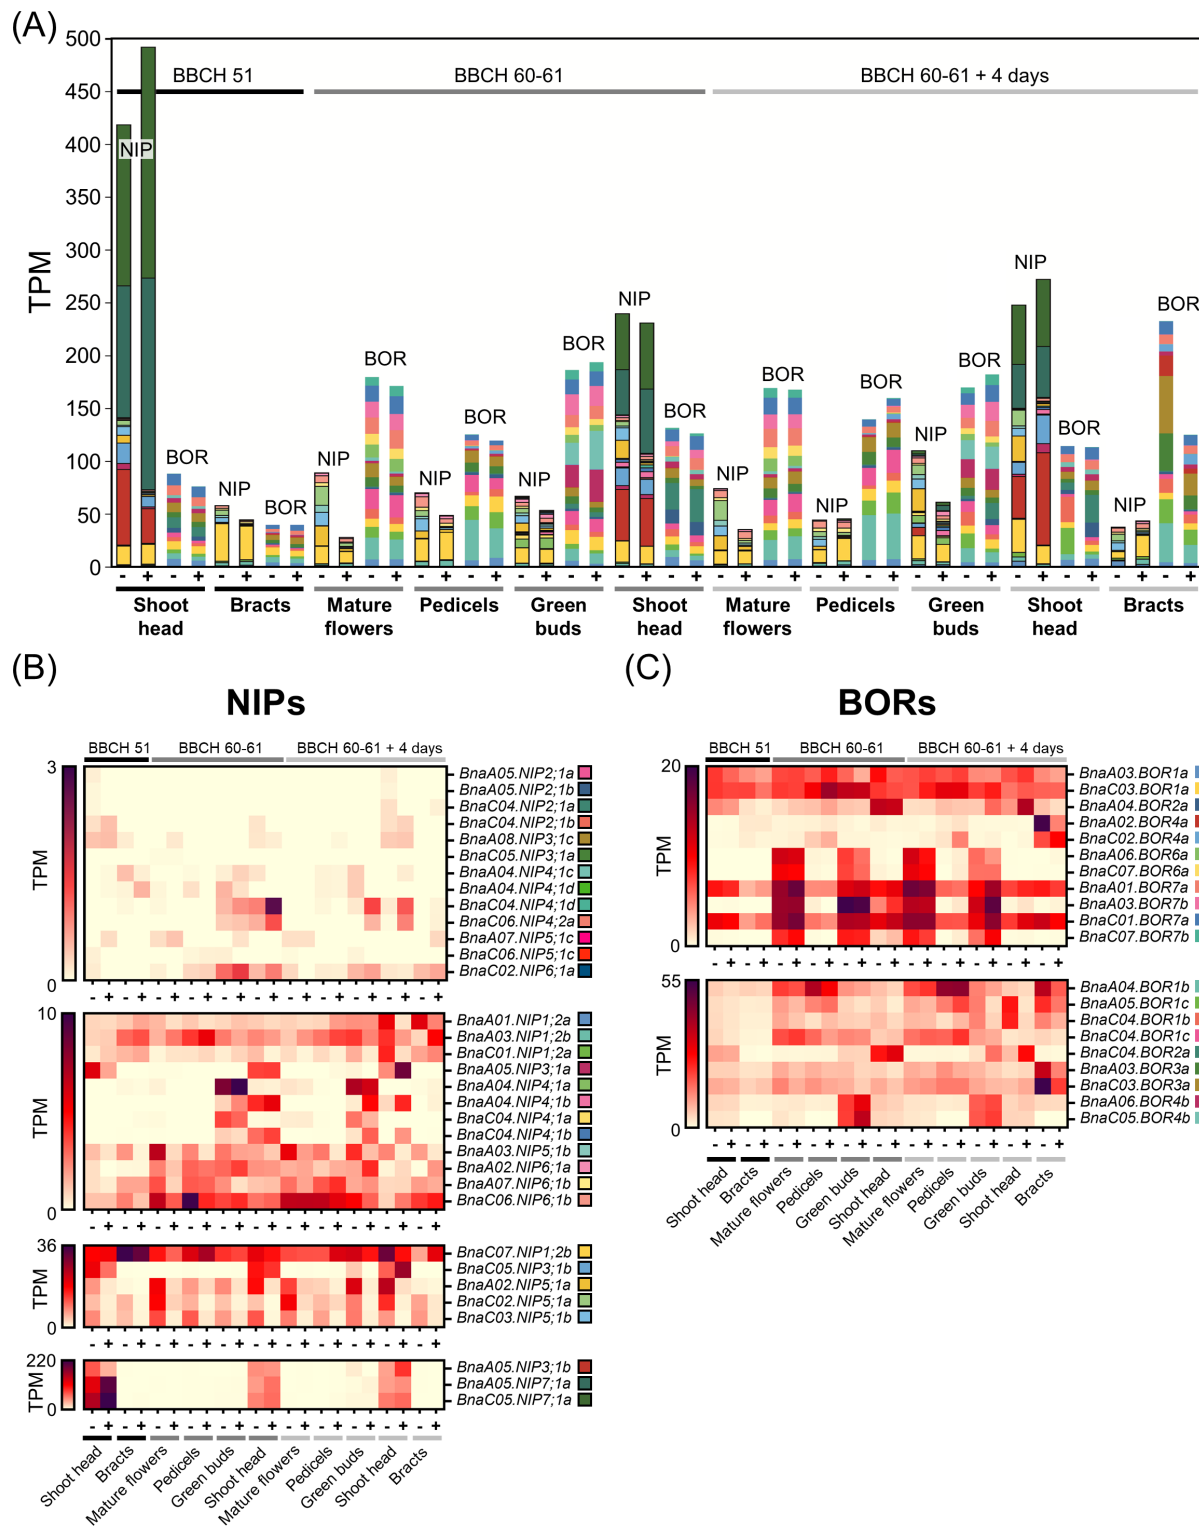 (A)
500
450
400
350
300
250
200
150
100
50
0
TPM
BBCH 51
BBCH 60-61
BBCH 60-61 + 4 days
NIP
BOR
NIP
BOR
NIP
BOR
NIP
BOR
NIP
BOR
NIP
BOR
NIP
BOR
BOR
NIP
BOR
NIP
BOR
NIP
BOR
NIP
- + - + - + - + - + - + - + - + - + - + - + - + - + - + - + - + - + - + - + - + - + - +
Shoot head
Bracts
Mature flowers
Pedicels
Green buds
Shoot head
Mature flowers
Pedicels
Green buds
Shoot head
Bracts
(B)
NIPs
BBCH 51
BBCH 60-61
BBCH 60-61 + 4 days
3
TPM
0
BnaA05.NIP2;1a
BnaA05.NIP2;1b
BnaC04.NIP2;1a
BnaC04.NIP2;1b
BnaA08.NIP3;1c
BnaC05.NIP3;1a
BnaA04.NIP4;1c
BnaA04.NIP4;1d
BnaC04.NIP4;1d
BnaC06.NIP4;2a
BnaA07.NIP5;1c
BnaC06.NIP5;1c
BnaC02.NIP6;1a
- + - + - + - + - + - + - + - + - + - + - +
10
TPM
0
BnaA01.NIP1;2a
BnaA03.NIP1;2b
BnaC01.NIP1;2a
BnaA05.NIP3;1a
BnaA04.NIP4;1a
BnaA04.NIP4;1b
BnaC04.NIP4;1a
BnaC04.NIP4;1b
BnaA03.NIP5;1b
BnaA02.NIP6;1a
BnaA07.NIP6;1b
BnaC06.NIP6;1b
- + - + - + - + - + - + - + - + - + - + - +
36
TPM
0
BnaC07.NIP1;2b
BnaC05.NIP3;1b
BnaA02.NIP5;1a
BnaC02.NIP5;1a
BnaC03.NIP5;1b
- + - + - + - + - + - + - + - + - + - + - +
220
TPM
0
BnaA05.NIP3;1b
BnaA05.NIP7;1a
BnaC05.NIP7;1a
- + - + - + - + - + - + - + - + - + - + - +
Shoot head
Bracts
Mature flowers
Pedicels
Green buds
Shoot head
Mature flowers
Pedicels
Green buds
Shoot head
Bracts
(C)
BORs
BBCH 51
BBCH 60-61
BBCH 60-61 + 4 days
20
TPM
0
BnaA03.BOR1a
BnaC03.BOR1a
BnaA04.BOR2a
BnaA02.BOR4a
BnaC02.BOR4a
BnaA06.BOR6a
BnaC07.BOR6a
BnaA01.BOR7a
BnaA03.BOR7b
BnaC01.BOR7a
BnaC07.BOR7b
- + - + - + - + - + - + - + - + - + - + - +
55
TPM
0
BnaA04.BOR1b
BnaA05.BOR1c
BnaC04.BOR1b
BnaC04.BOR1c
BnaC04.BOR2a
BnaA03.BOR3a
BnaC03.BOR3a
BnaA06.BOR4b
BnaC05.BOR4b
- + - + - + - + - + - + - + - + - + - + - +
Shoot head
Bracts
Mature flowers
Pedicels
Green buds
Shoot head
Mature flowers
Pedicels
Green buds
Shoot head
Bracts